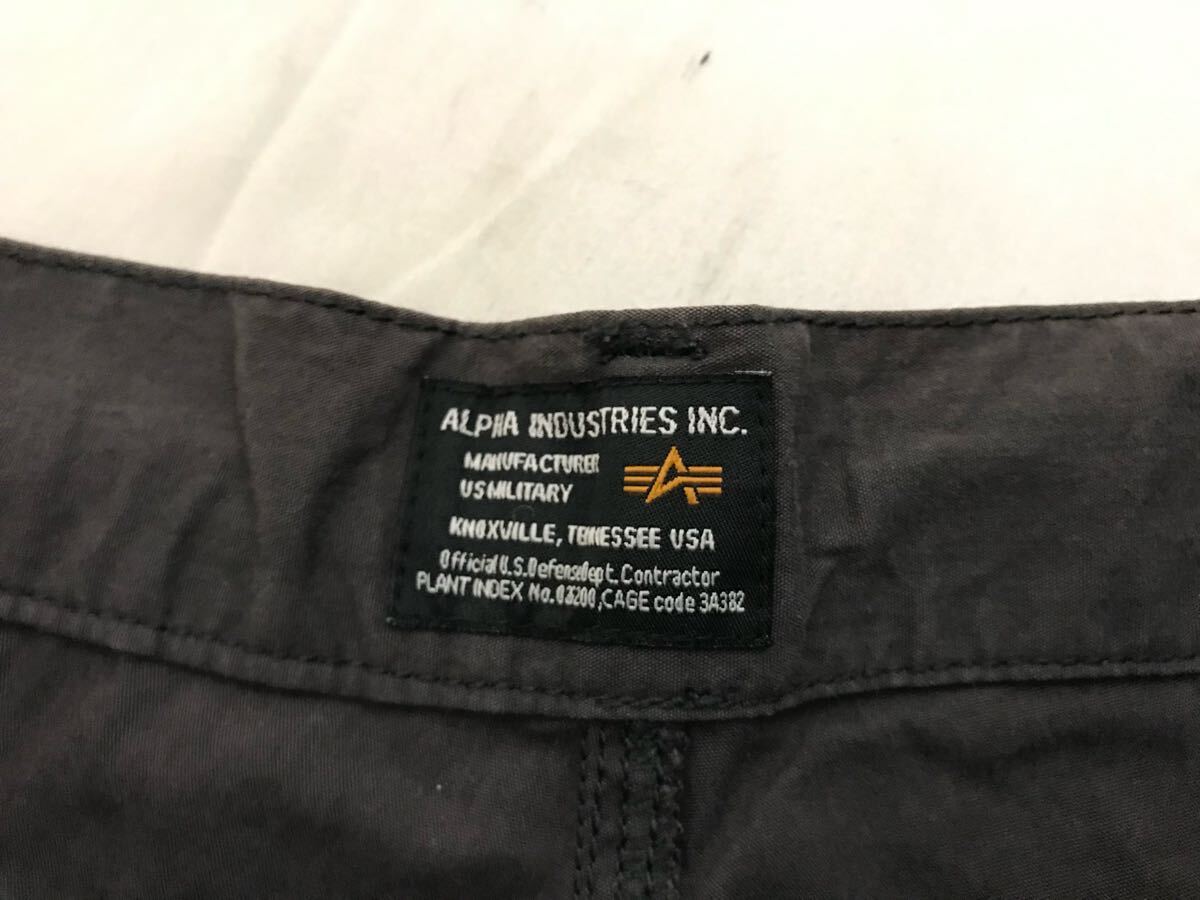 ALPHA INDUSTRIES INC.
MANUFACTURER
US MILITARY
KNOXVILLE, TENNESSEE USA
Official U.S. Defense Dept. Contractor
PLANT INDEX No. 03200, CAGE code 3A382